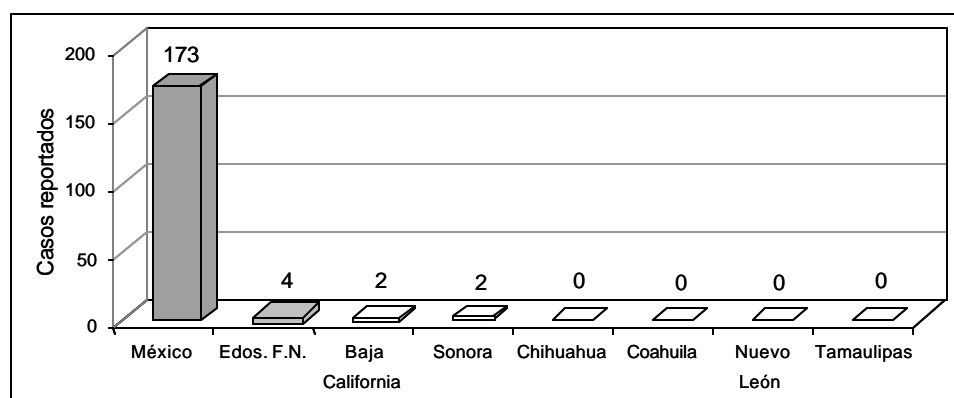 Casos reportados
200
150
100
50
0
173
4
2
2
0
0
0
0
México
Edos. F.N.
Baja
California
Sonora
Chihuahua
Coahuila
Nuevo
León
Tamaulipas